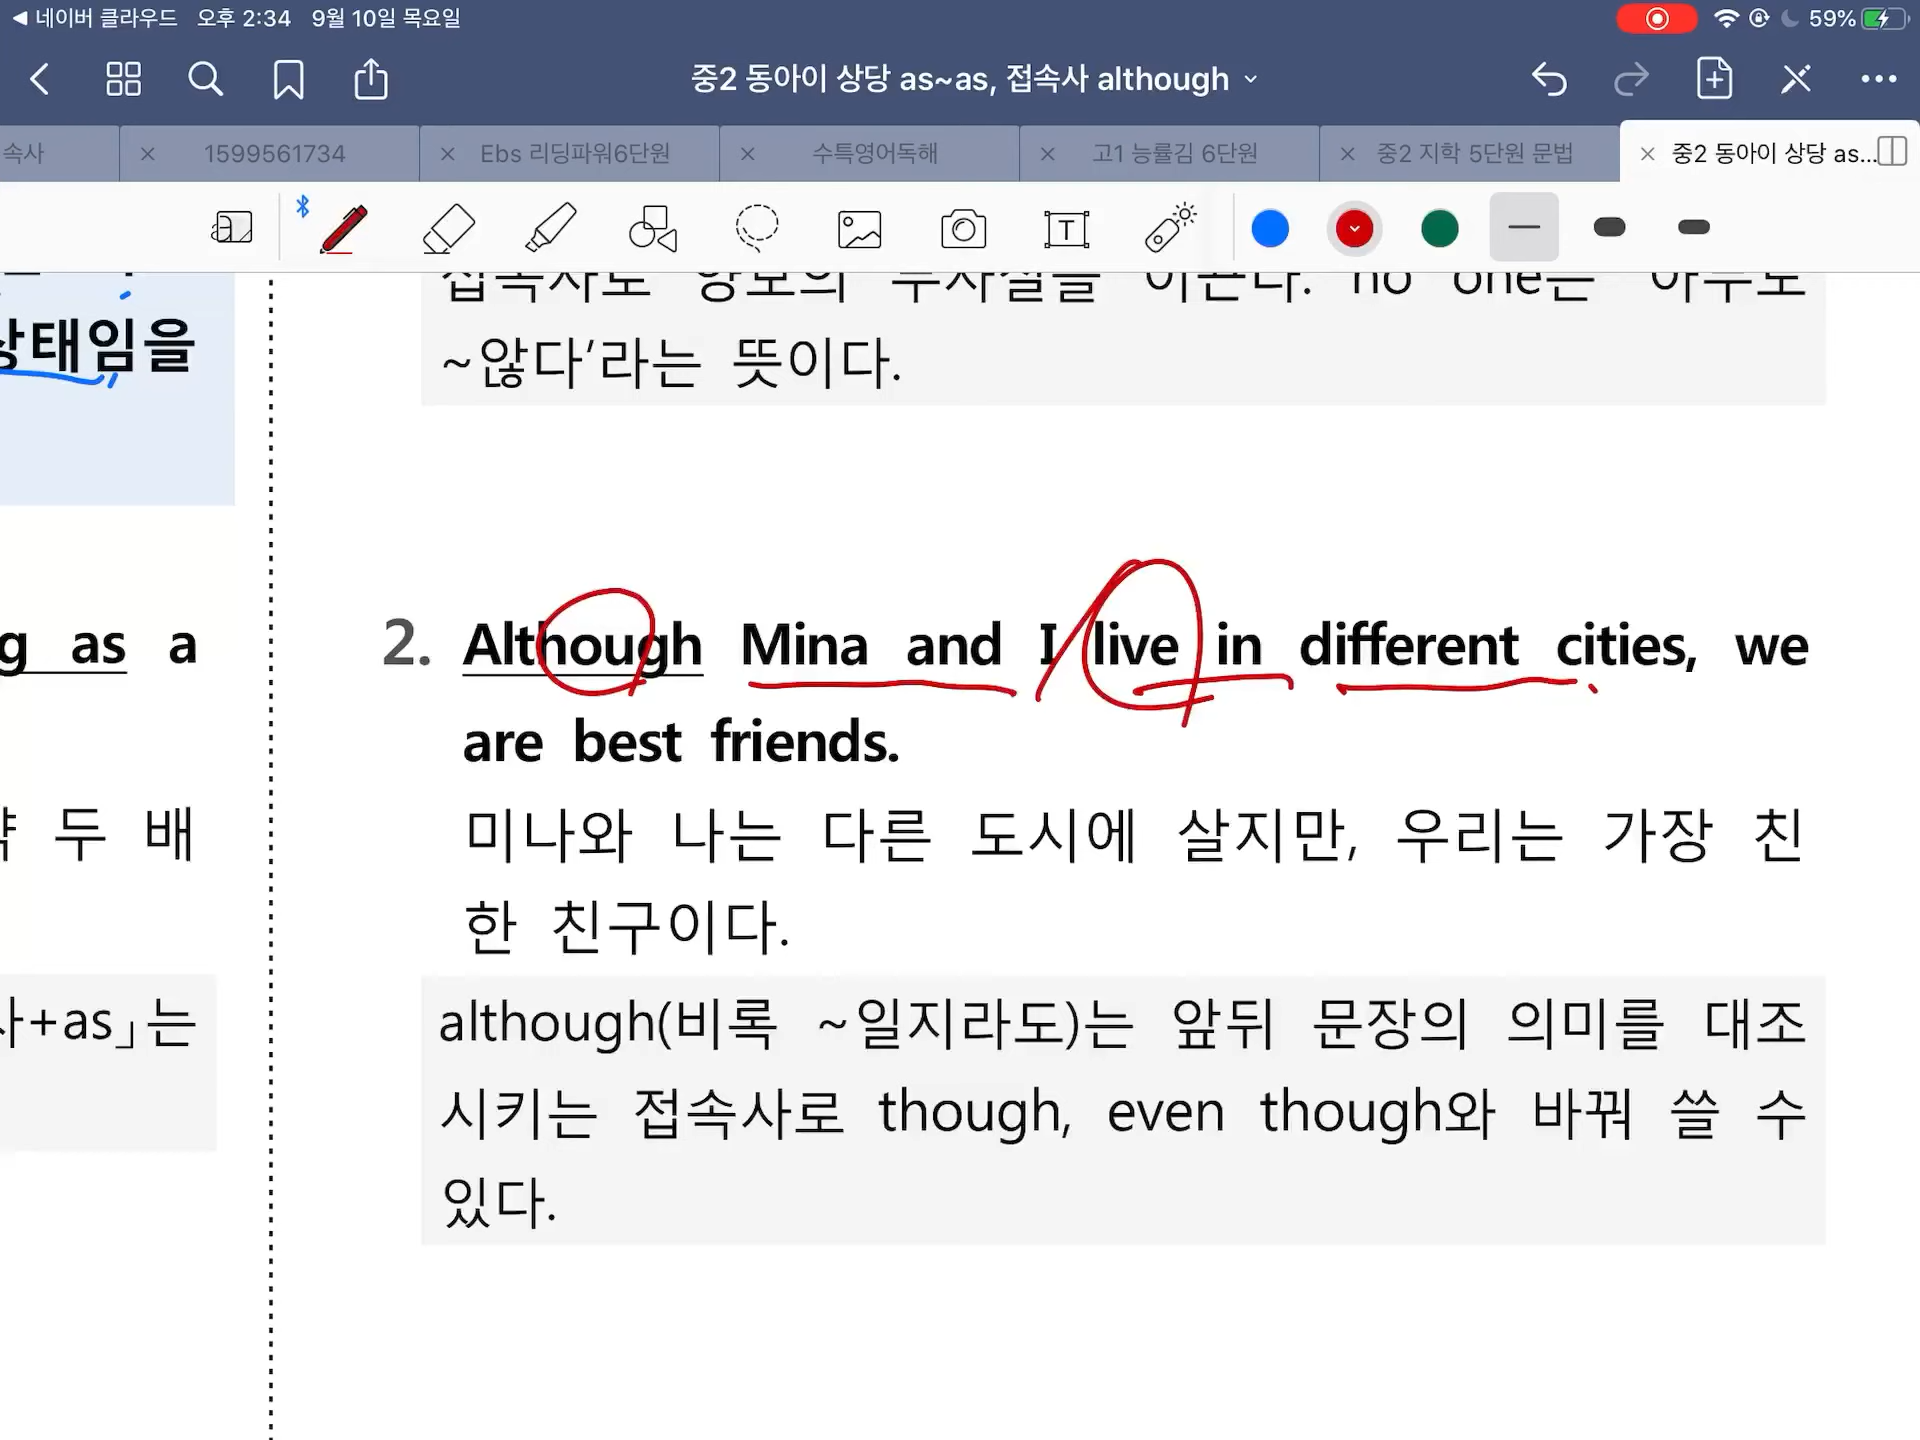 ◀ 네이버 클라우드 오후 2:34 9월 10일 목요일 59%
중2 동아이 상당 as~as, 접속사 although
속사 1599561734 Ebs 리딩파워6단원 수특영어독해 고1 능률김 6단원 중2 지학 5단원 문법 중2 동아이 상당 as...
T
상태임을
g as a
두 배
+as」는
~않다’라는 뜻이다.
2. Although Mina and I live in different cities, we
are best friends.
미나와 나는 다른 도시에 살지만, 우리는 가장 친
한 친구이다.
although(비록 ~일지라도)는 앞뒤 문장의 의미를 대조
시키는 접속사로 though, even though와 바꿔 쓸 수
있다.